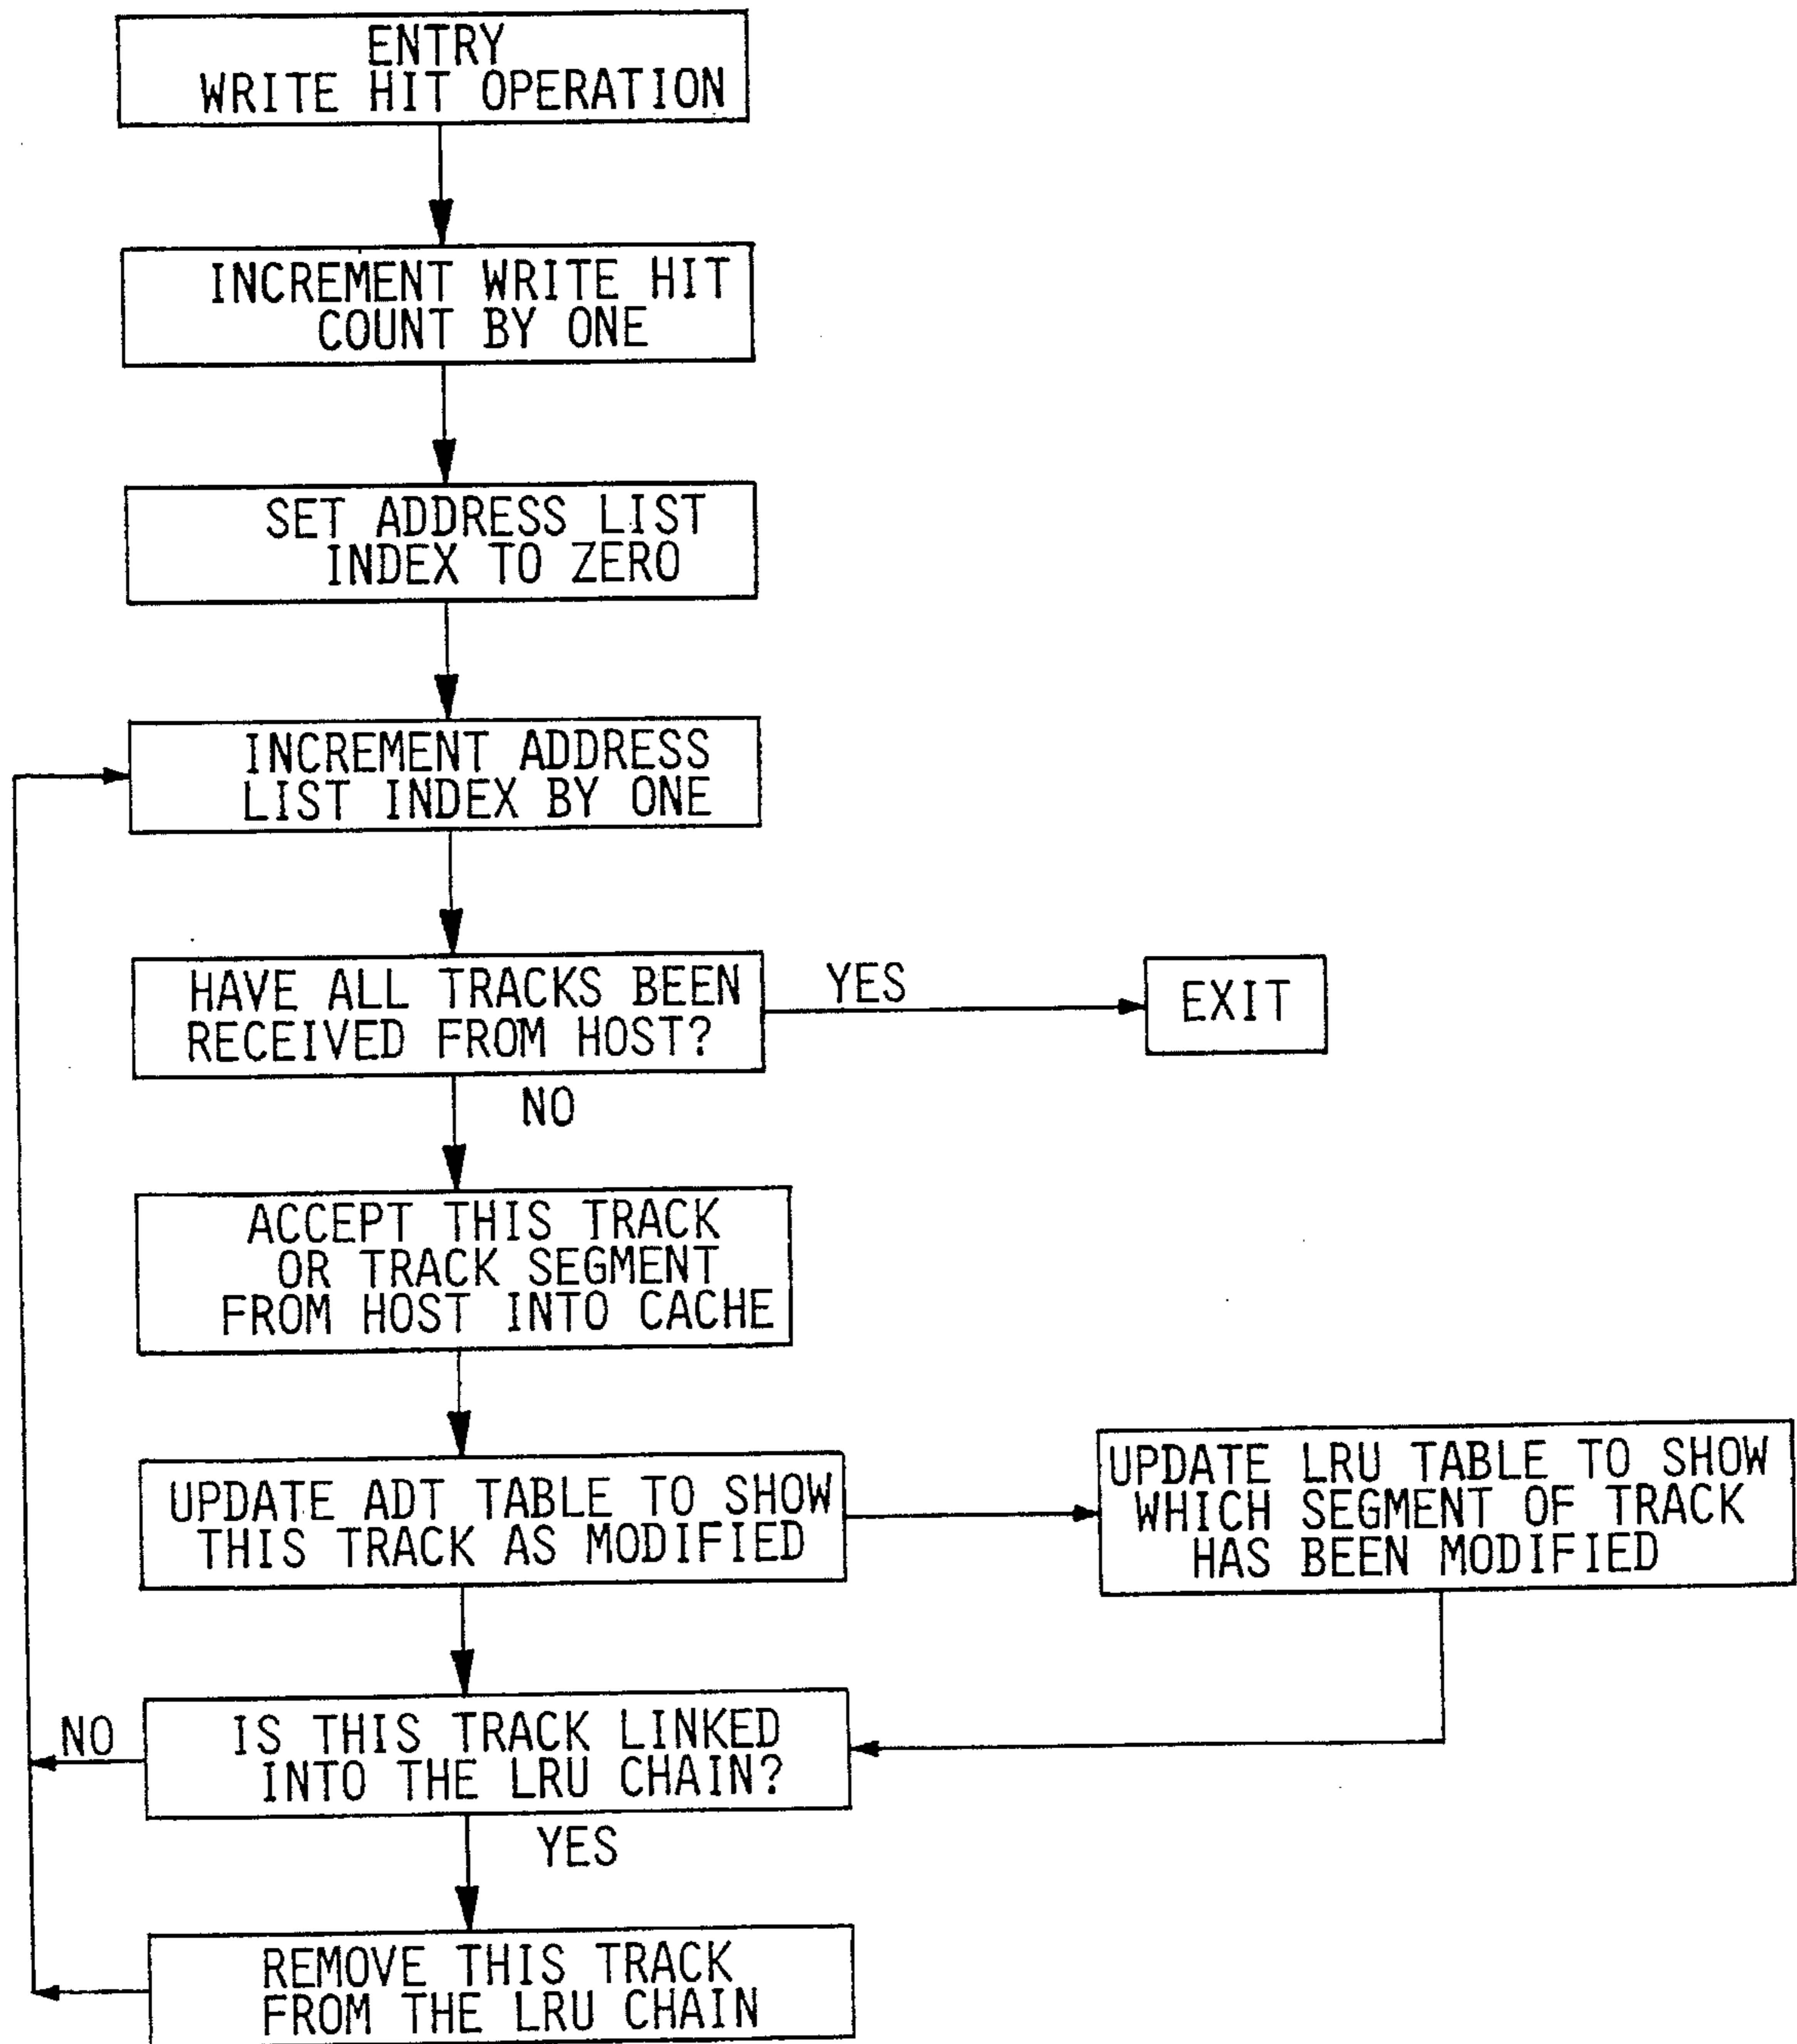 ENTRY
WRITE HIT OPERATION
INCREMENT WRITE HIT
COUNT BY ONE
SET ADDRESS LIST
INDEX TO ZERO
INCREMENT ADDRESS
LIST INDEX BY ONE
HAVE ALL TRACKS BEEN
RECEIVED FROM HOST?
YES
EXIT
NO
ACCEPT THIS TRACK
OR TRACK SEGMENT
FROM HOST INTO CACHE
UPDATE ADT TABLE TO SHOW
THIS TRACK AS MODIFIED
UPDATE LRU TABLE TO SHOW
WHICH SEGMENT OF TRACK
HAS BEEN MODIFIED
NO
IS THIS TRACK LINKED
INTO THE LRU CHAIN?
YES
REMOVE THIS TRACK
FROM THE LRU CHAIN